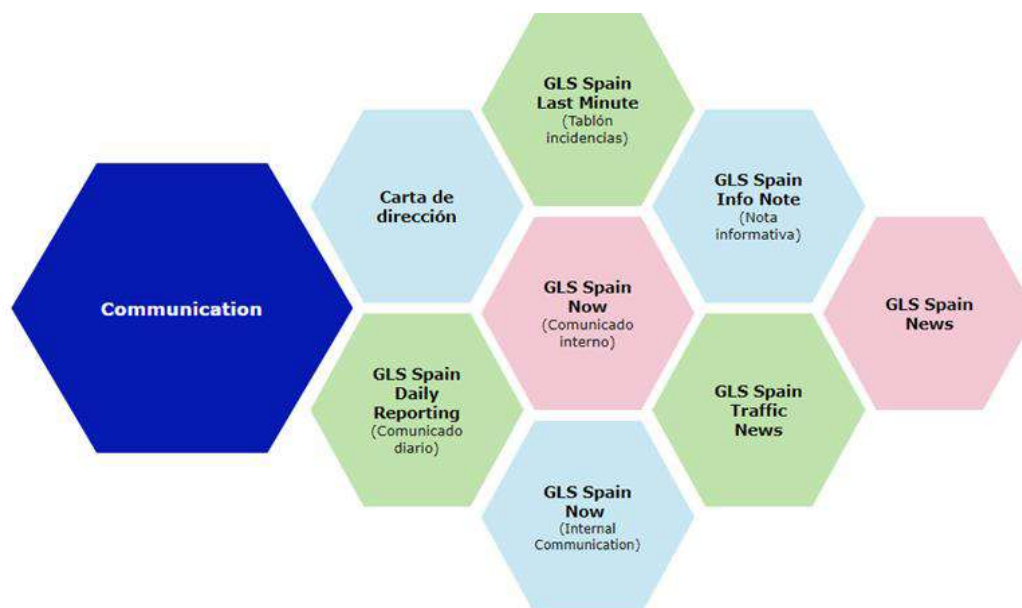 Communication
Carta de
dirección
GLS Spain
Daily
Reporting
(Comunicado
diario)
GLS Spain
Last Minute
(Tablón
incidencias)
GLS Spain
Now
(Comunicado
interno)
GLS Spain
Now
(Internal
Communication)
GLS Spain
Info Note
(Nota
informativa)
GLS Spain
Traffic
News
GLS Spain
News